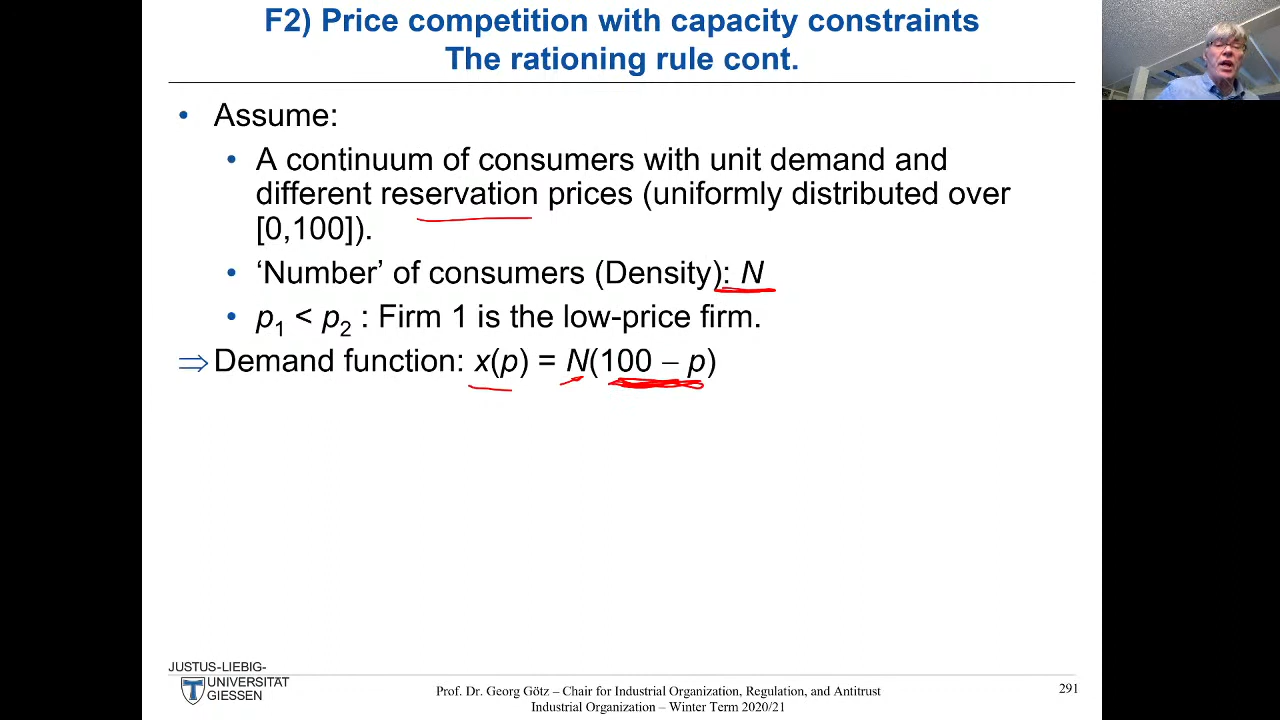 F2) Price competition with capacity constraints
The rationing rule cont.
• Assume:
• A continuum of consumers with unit demand and
different reservation prices (uniformly distributed over
[0,100]).
• ‘Number’ of consumers (Density): N
• p1 < p2 : Firm 1 is the low-price firm.
⇒ Demand function: x(p) = N(100 – p)
JUSTUS-LIEBIG-
UNIVERSITÄT
GIESSEN
Prof. Dr. Georg Götz – Chair for Industrial Organization, Regulation, and Antitrust
Industrial Organization – Winter Term 2020/21
291